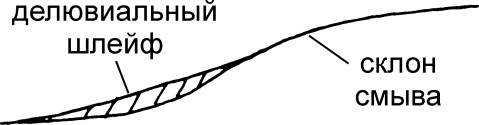 делювиальный
шлейф
склон
смыва